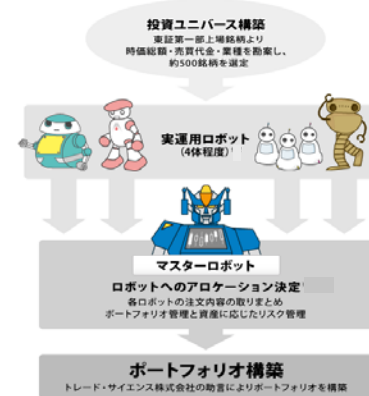 投資ユニバース構築
東証第一部上場銘柄より
時価総額・売買代金・業種を勘案し、
約500銘柄を選定
実運用ロボット
(4体程度)
マスターロボット
ロボットへのアロケーション決定
各ロボットの注文内容の取りまとめ
ポートフォリオ管理と資産に応じたリスク管理
ポートフォリオ構築
トレード・サイエンス株式会社の助言によりポートフォリオを構築